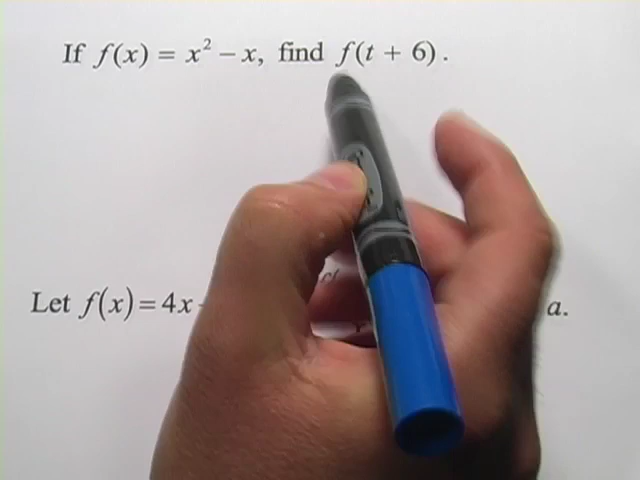 If f(x) = x² − x, find f(t + 6).
Let f(x) = 4x a.